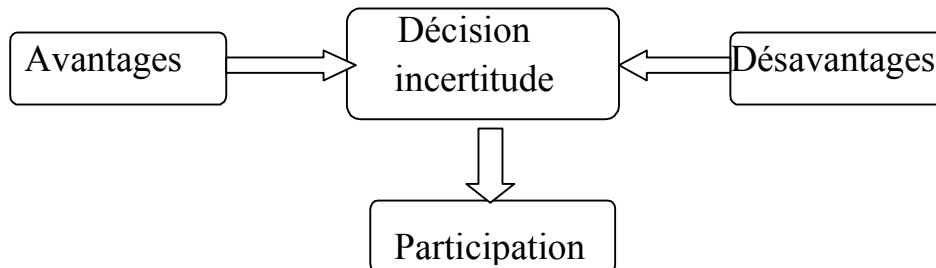 Avantages
Décision
incertitude
Désavantages
Participation